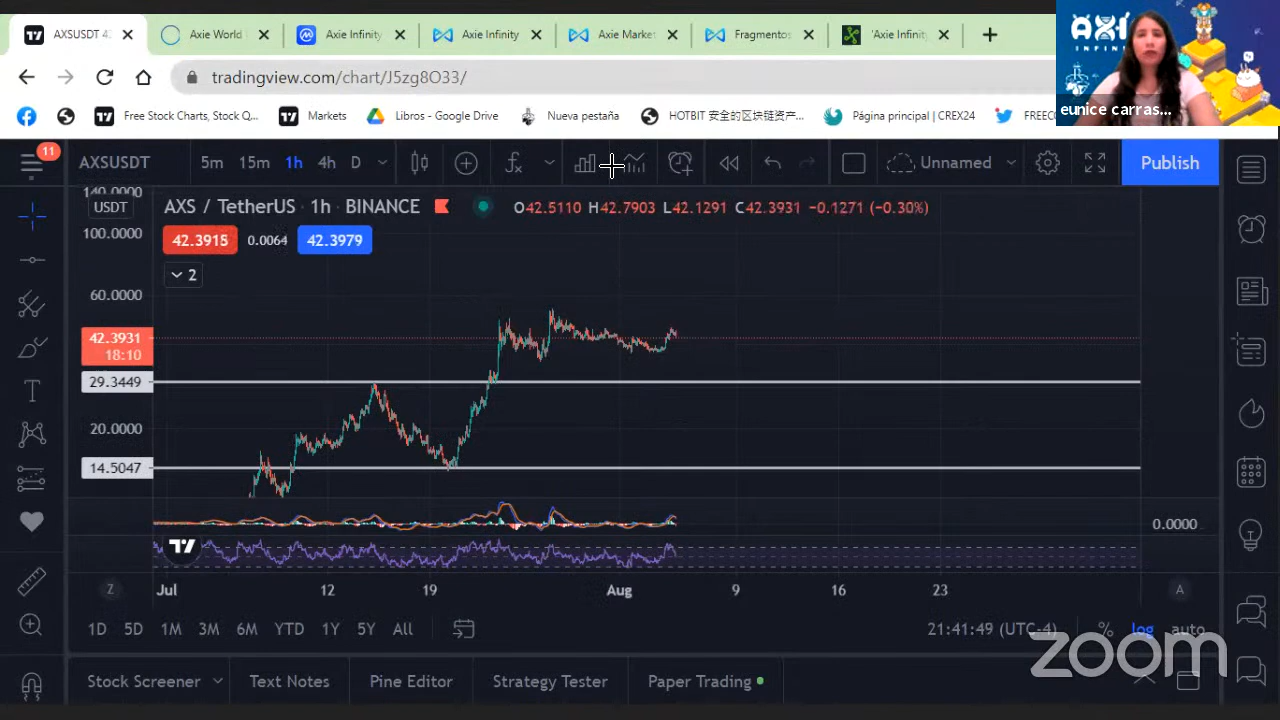 AXSUSDT 4
Axie World
Axie Infinity
Axie Infinity
Axie Market
Fragmentos
'Axie Infinit
AXI
INFINIT
eunice carras...
tradingview.com/chart/J5zg8O33/
Free Stock Charts, Stock Q...
Markets
Libros - Google Drive
Nueva pestaña
HOTBIT 安全的区块链资产...
Página principal | CREX24
FREECO
11
AXSUSDT
5m 15m 1h 4h D
Unnamed
Publish
140.0000
USDT
AXS / TetherUS · 1h · BINANCE
O42.5110 H42.7903 L42.1291 C42.3931 −0.1271 (−0.30%)
42.3915 0.0064 42.3979
2
100.0000
60.0000
42.3931
18:10
29.3449
20.0000
14.5047
0.0000
Z Jul 12 19 Aug 9 16 23 A
1D 5D 1M 3M 6M YTD 1Y 5Y All
21:41:49 (UTC-4) % log auto
zoom
Stock Screener Text Notes Pine Editor Strategy Tester Paper Trading